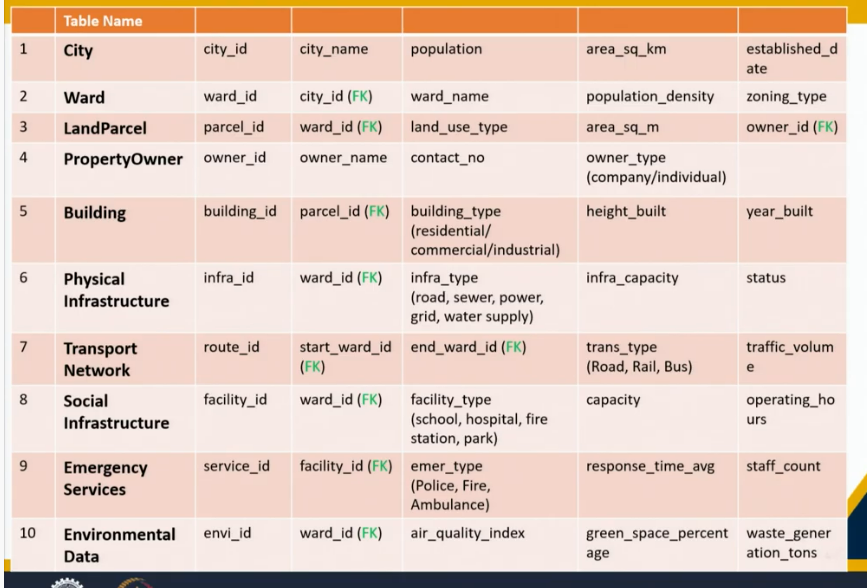 Table Name
1 City city_id city_name population area_sq_km established_d
ate
2 Ward ward_id city_id (FK) ward_name population_density zoning_type
3 LandParcel parcel_id ward_id (FK) land_use_type area_sq_m owner_id (FK)
4 PropertyOwner owner_id owner_name contact_no owner_type
(company/individual)
5 Building building_id parcel_id (FK) building_type height_built year_built
(residential/
commercial/industrial)
6 Physical infra_id ward_id (FK) infra_type infra_capacity status
Infrastructure (road, sewer, power,
grid, water supply)
7 Transport route_id start_ward_id end_ward_id (FK) trans_type traffic_volum
Network (FK) (Road, Rail, Bus) e
8 Social facility_id ward_id (FK) facility_type capacity operating_ho
Infrastructure (school, hospital, fire urs
station, park)
9 Emergency service_id facility_id (FK) emer_type response_time_avg staff_count
Services (Police, Fire,
Ambulance)
10 Environmental envi_id ward_id (FK) air_quality_index green_space_percent waste_gener
Data age ation_tons